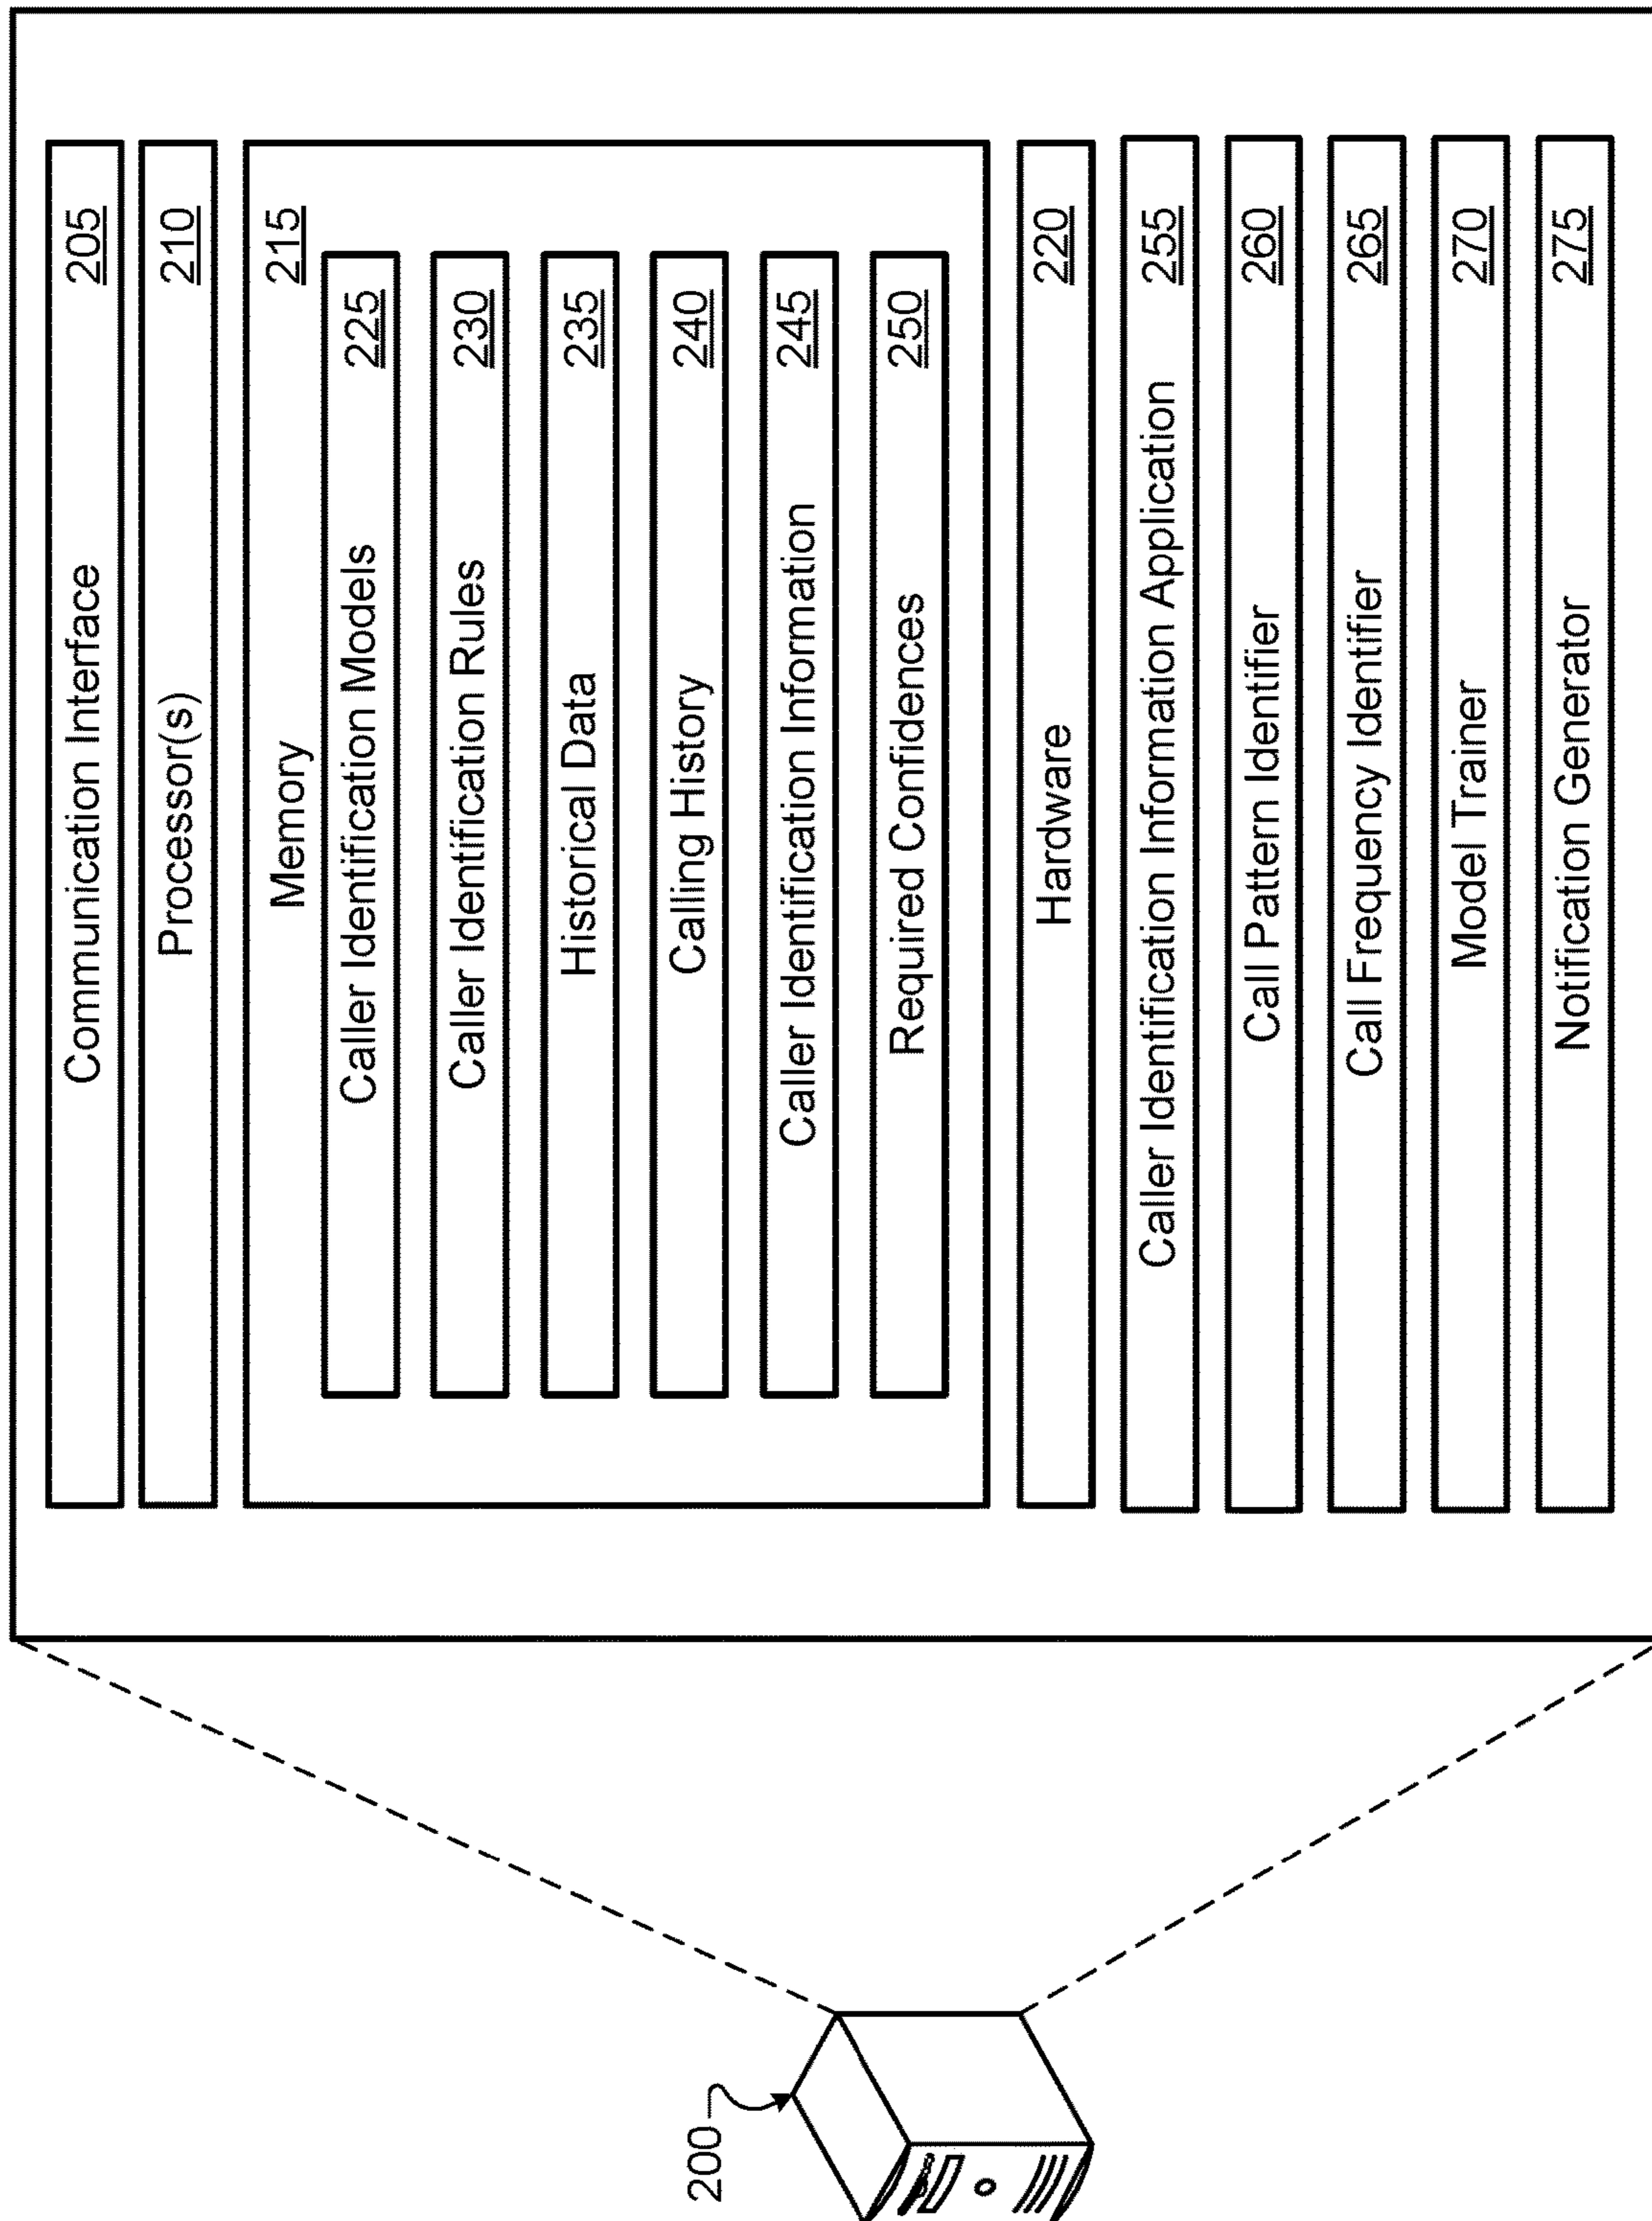 200
Communication Interface 205
Processor(s) 210
Memory 215
Caller Identification Models 225
Caller Identification Rules 230
Historical Data 235
Calling History 240
Caller Identification Information 245
Required Confidences 250
Hardware 220
Caller Identification Information Application 255
Call Pattern Identifier 260
Call Frequency Identifier 265
Model Trainer 270
Notification Generator 275